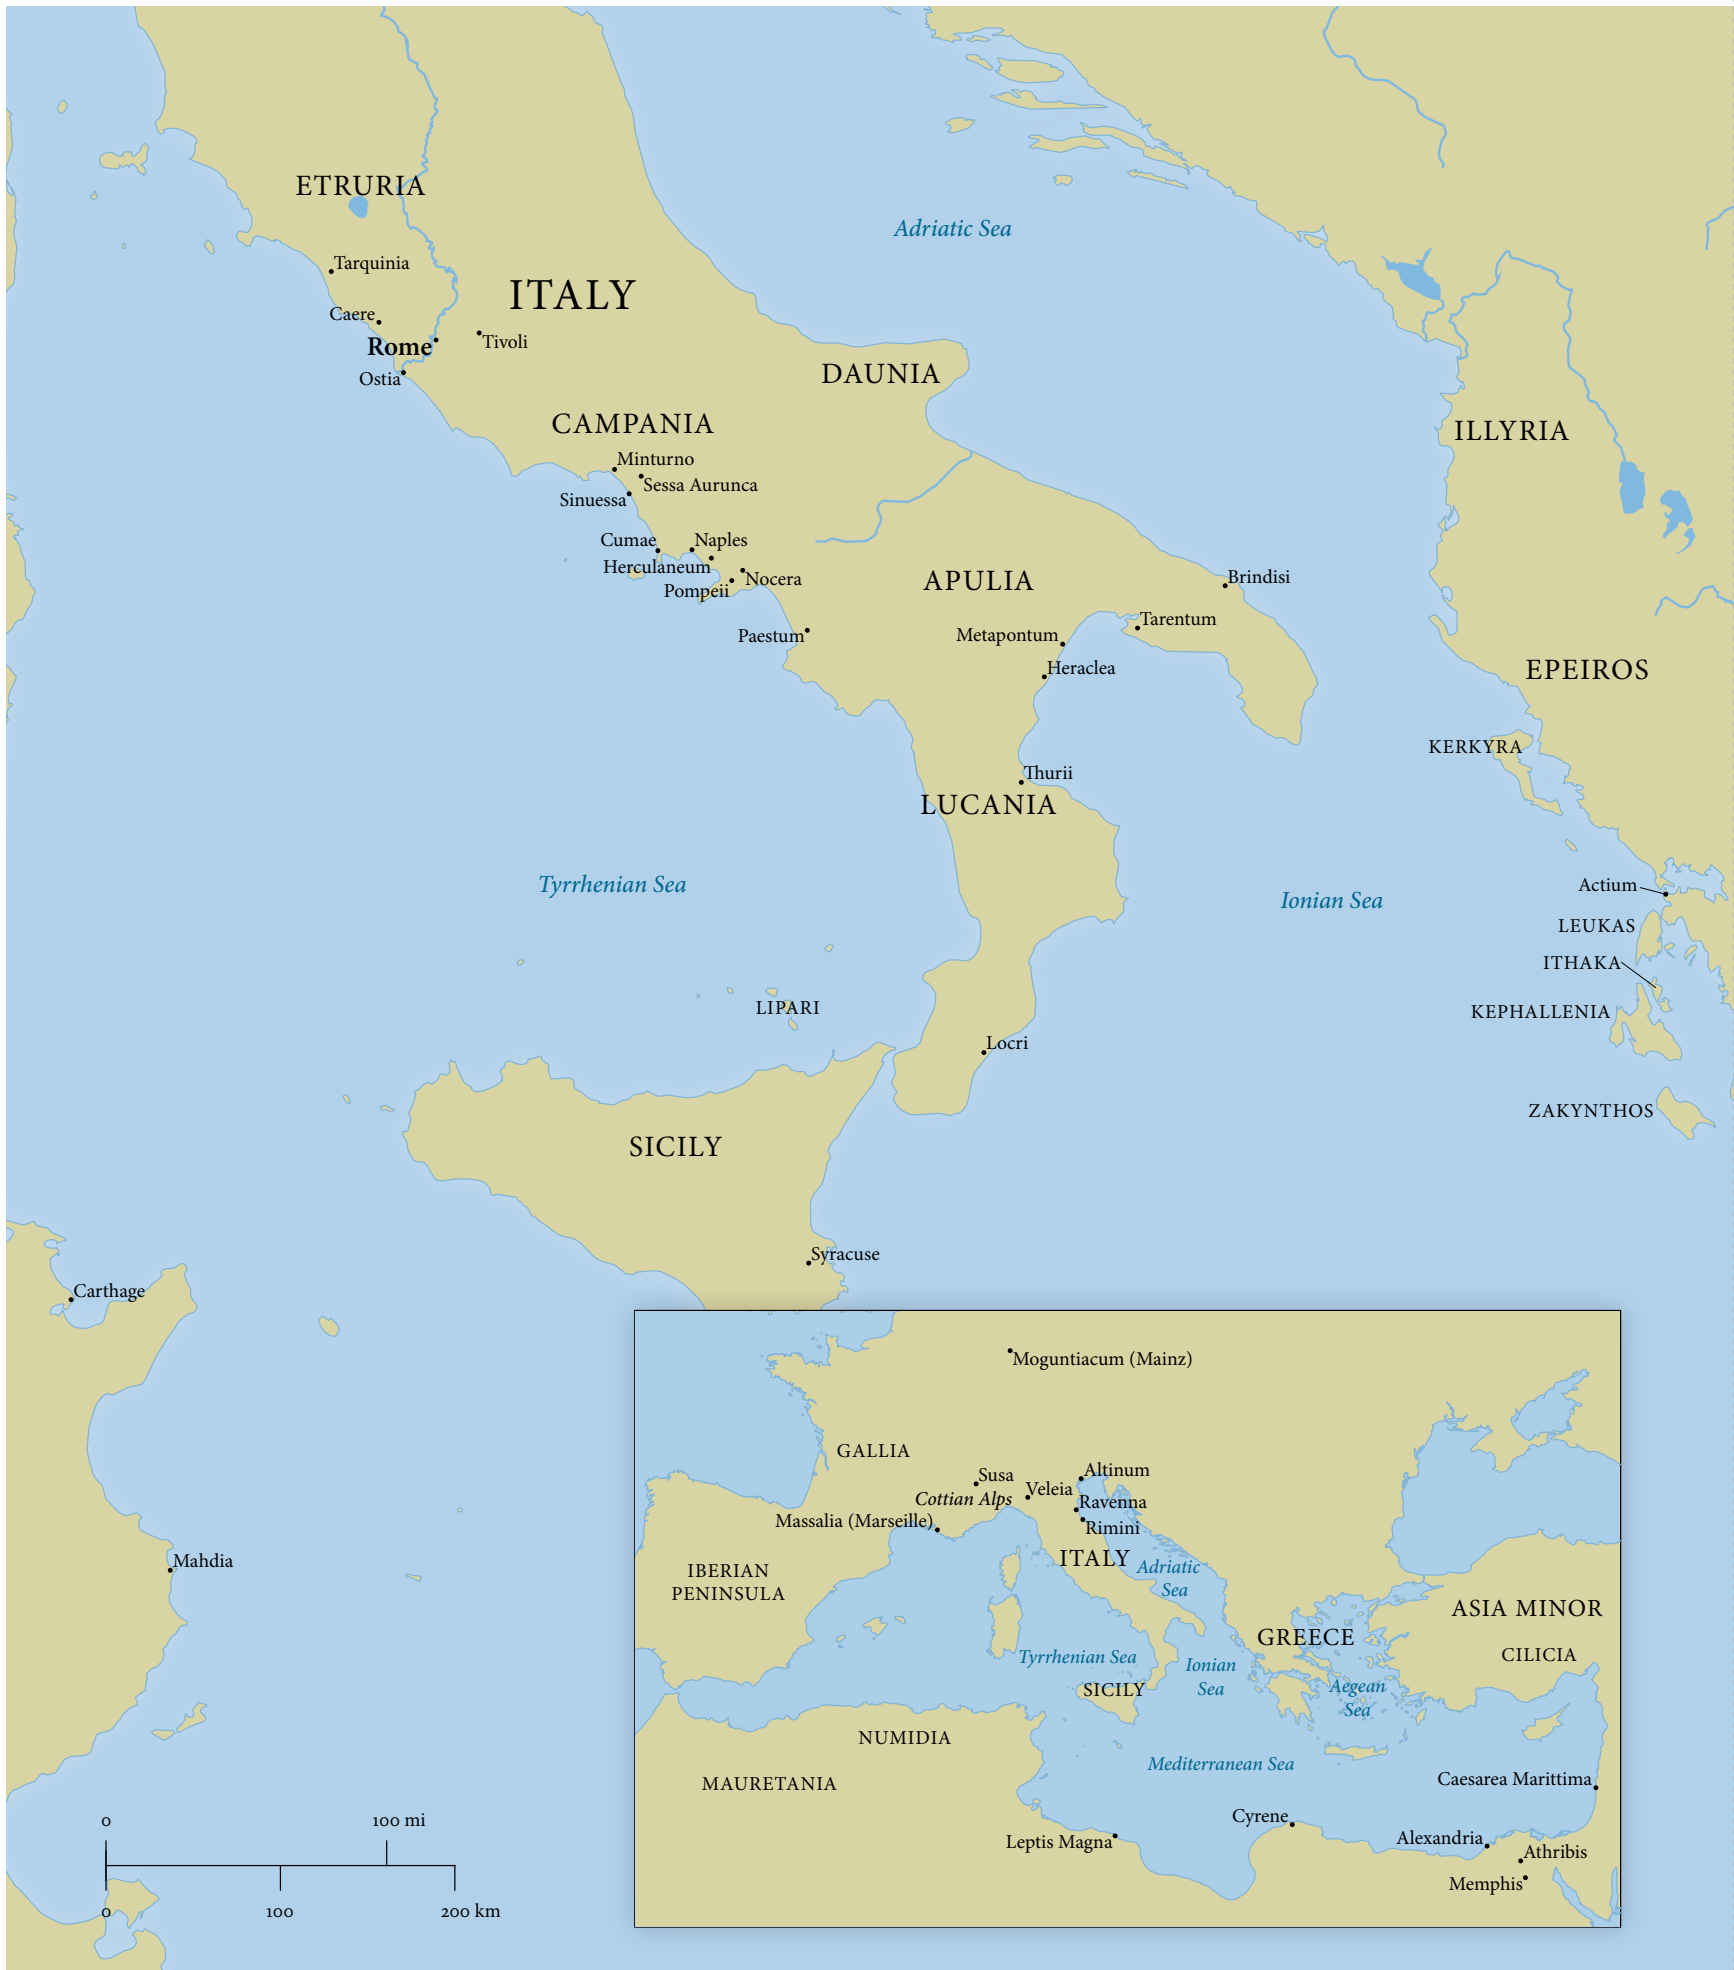 ETRURIA
Adriatic Sea
Tarquinia
ITALY
Caere
Rome
Tivoli
Ostia
DAUNIA
CAMPANIA
ILLYRIA
Minturno
Sessa Aurunca
Sinuessa
Cumae
Naples
Herculaneum
Nocera
Pompeii
APULIA
Brindisi
Tarentum
Metapontum
Paestum
Heraclea
EPEIROS
KERKYRA
Thurii
LUCANIA
Tyrrhenian Sea
Ionian Sea
Actium
LEUKAS
ITHAKA
LIPARI
KEPHALLENIA
Locri
ZAKYNTHOS
SICILY
Syracuse
Carthage
Mahdia
0
100 mi
0
100
200 km
Moguntiacum (Mainz)
GALLIA
Susa
Altinum
Cottian Alps
Veleia
Ravenna
Massalia (Marseille)
Rimini
ITALY
Adriatic
Sea
IBERIAN
PENINSULA
ASIA MINOR
GREECE
CILICIA
Tyrrhenian Sea
Ionian
Sea
SICILY
Aegean
Sea
NUMIDIA
Mediterranean Sea
MAURETANIA
Caesarea Marittima
Cyrene
Leptis Magna
Alexandria
Athribis
Memphis